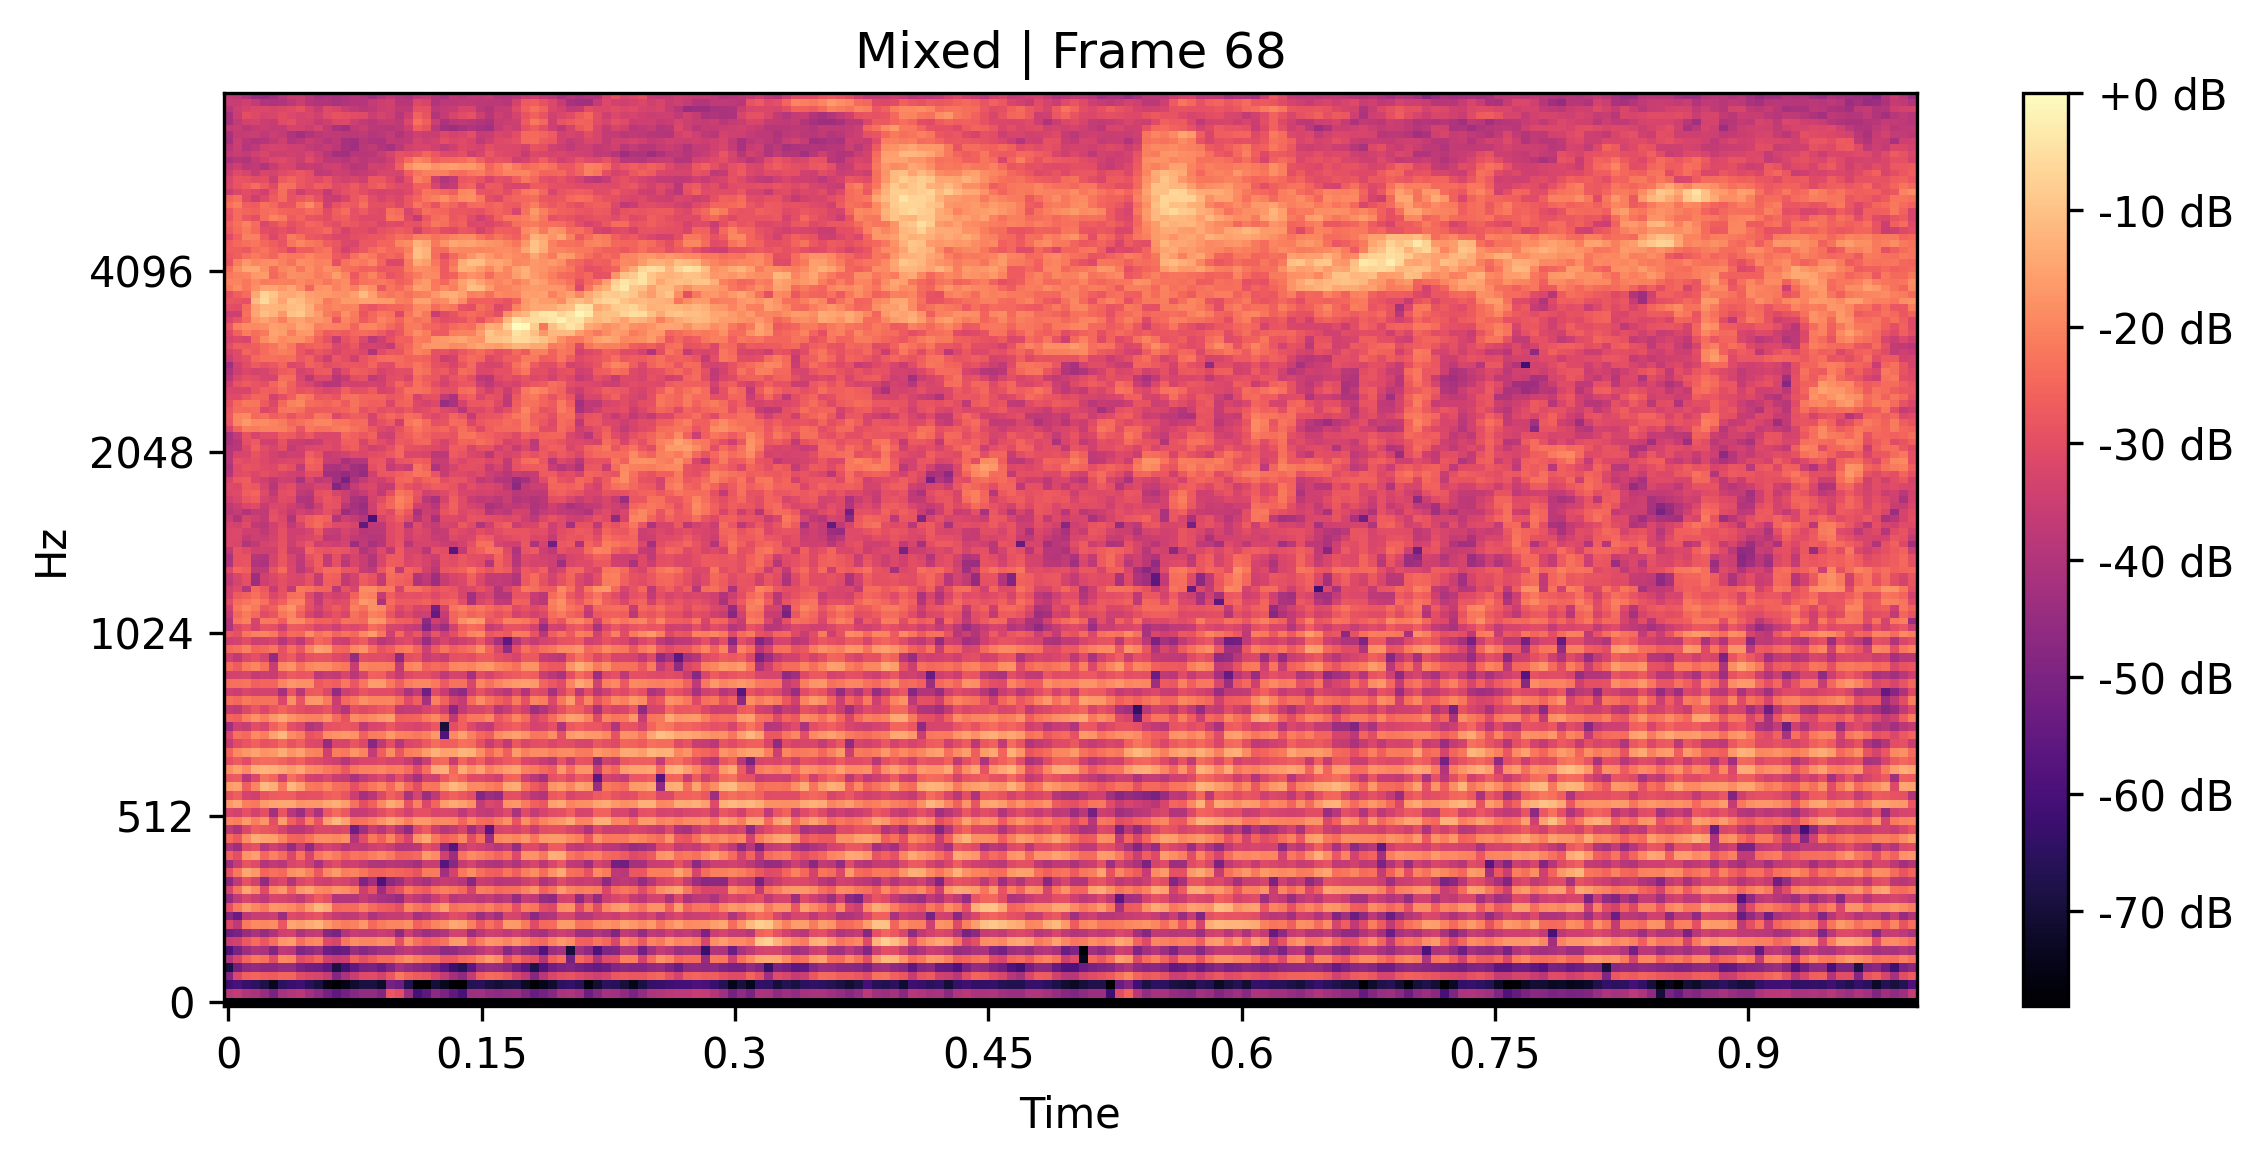 Mixed | Frame 68
Hz
4096
2048
1024
512
0
0 0.15 0.3 0.45 0.6 0.75 0.9
Time
+0 dB
-10 dB
-20 dB
-30 dB
-40 dB
-50 dB
-60 dB
-70 dB